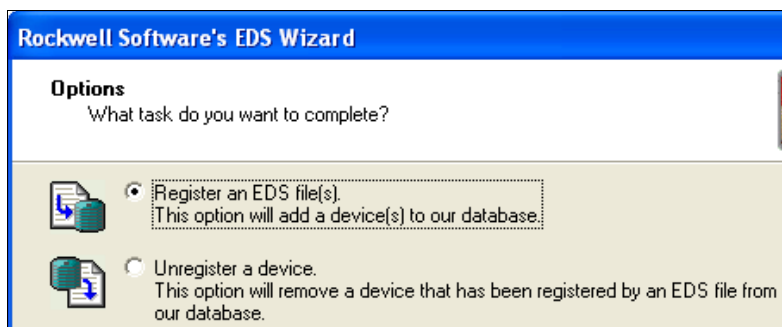 Rockwell Software's EDS Wizard
Options
What task do you want to complete?
Register an EDS file(s).
This option will add a device(s) to our database.
Unregister a device.
This option will remove a device that has been registered by an EDS file from
our database.